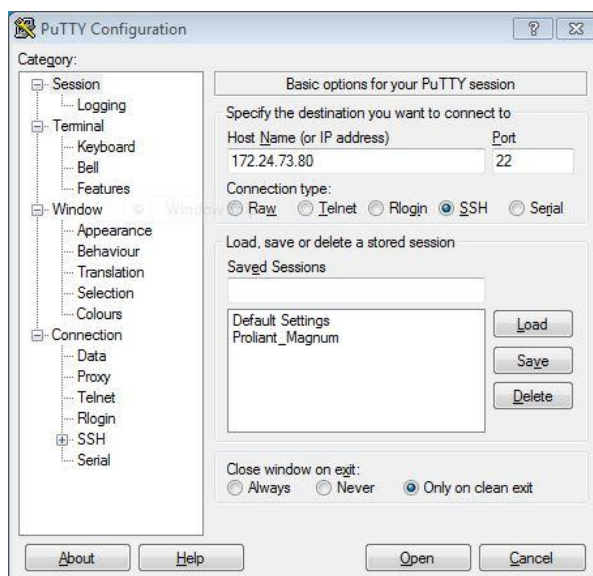 PuTTY Configuration
Category:
Session
Logging
Terminal
Keyboard
Bell
Features
Window
Appearance
Behaviour
Translation
Selection
Colours
Connection
Data
Proxy
Telnet
Rlogin
SSH
Serial
Basic options for your PuTTY session
Specify the destination you want to connect to
Host Name (or IP address) Port
172.24.73.80 22
Connection type:
Raw Telnet Rlogin SSH Serial
Load, save or delete a stored session
Saved Sessions
Default Settings
Proliant_Magnum
Load
Save
Delete
Close window on exit:
Always Never Only on clean exit
About Help Open Cancel